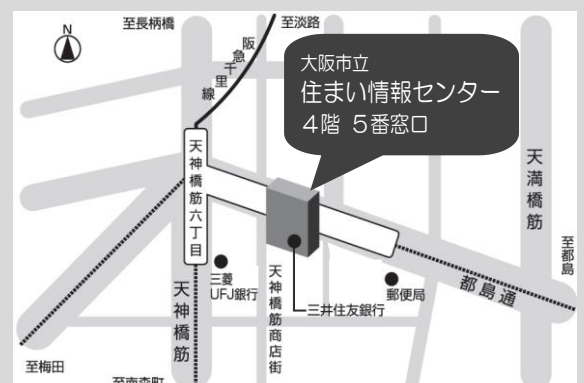 N
至長柄橋
至淡路
阪急千里線
大阪市立
住まい情報センター
4階 5番窓口
天神橋筋六丁目
天満橋筋
至都島
三菱
UFJ銀行
天神橋筋
天神橋筋商店街
三井住友銀行
郵便局
都島通
至梅田
至南森町